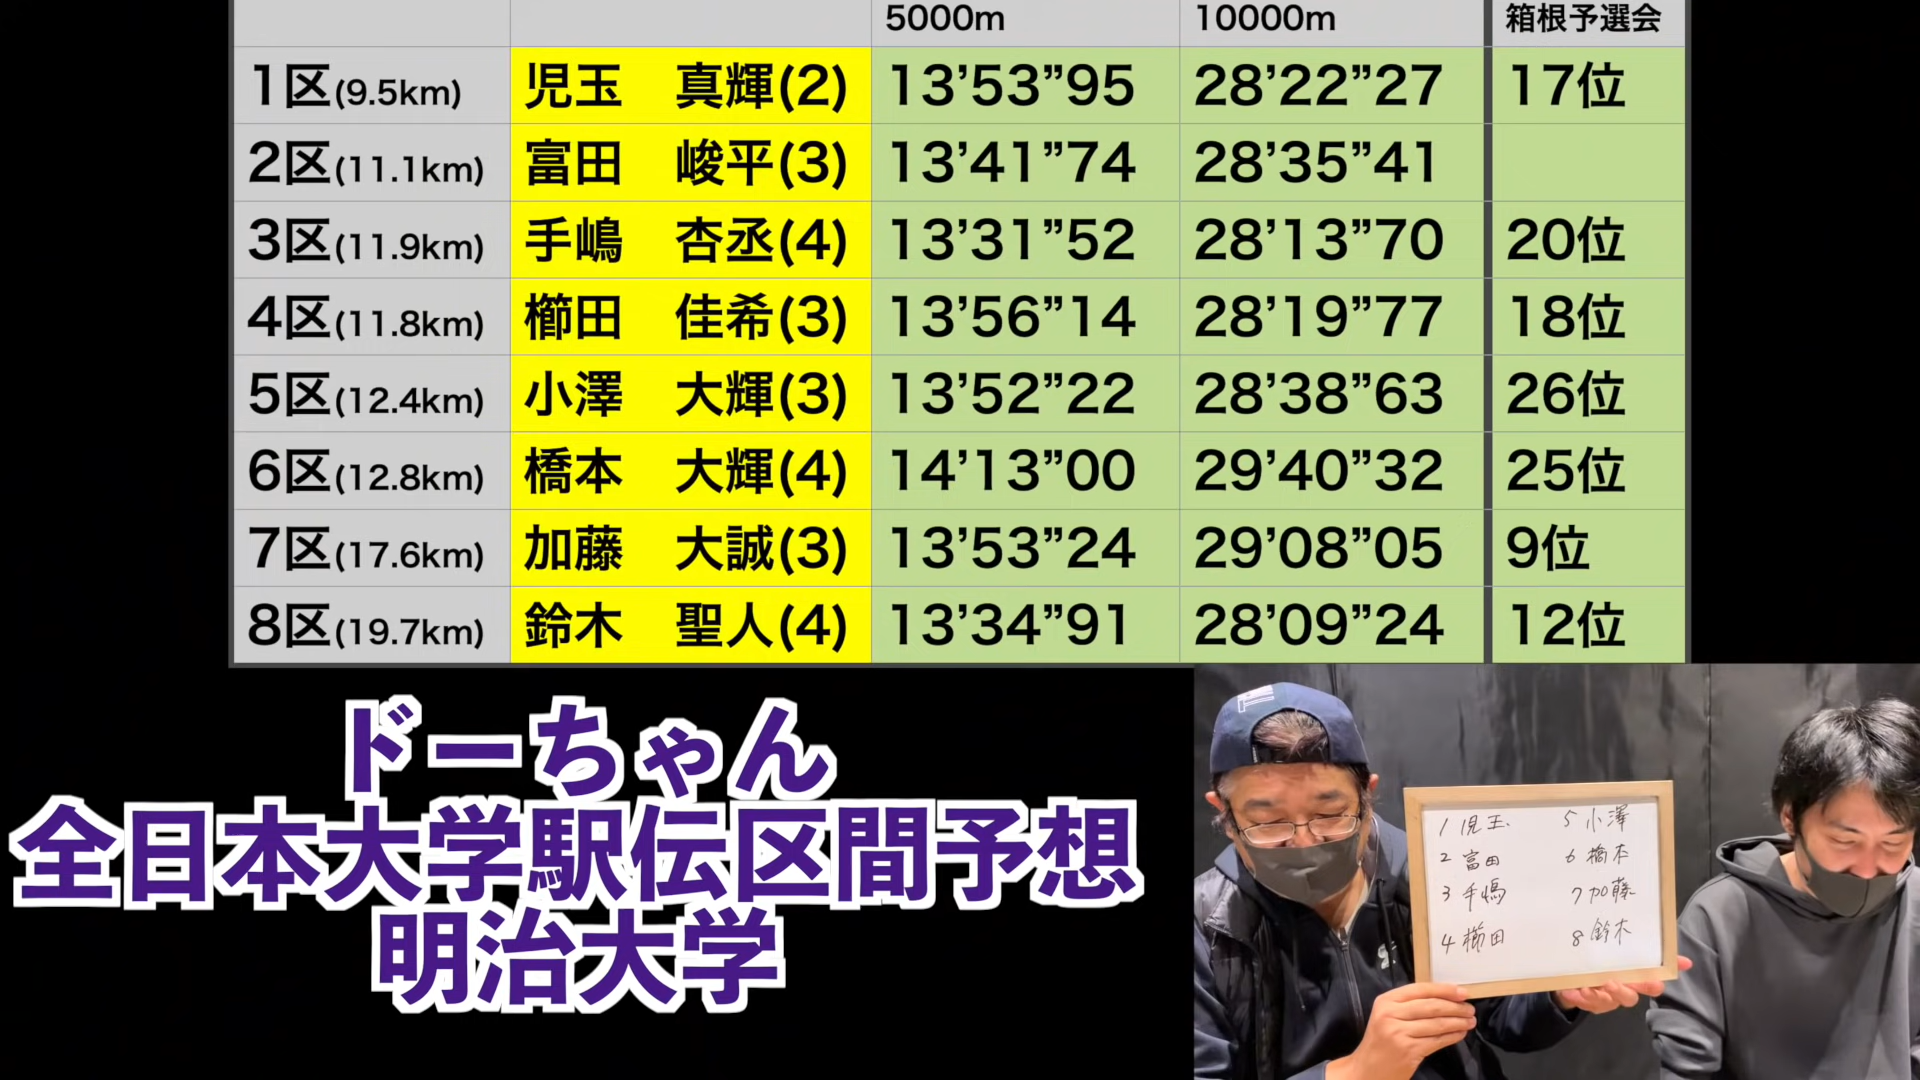 5000m 10000m 箱根予選会
1区(9.5km) 児玉 真輝(2) 13’53”95 28’22”27 17位
2区(11.1km) 富田 峻平(3) 13’41”74 28’35”41
3区(11.9km) 手嶋 杏丞(4) 13’31”52 28’13”70 20位
4区(11.8km) 櫛田 佳希(3) 13’56”14 28’19”77 18位
5区(12.4km) 小澤 大輝(3) 13’52”22 28’38”63 26位
6区(12.8km) 橋本 大輝(4) 14’13”00 29’40”32 25位
7区(17.6km) 加藤 大誠(3) 13’53”24 29’08”05 9位
8区(19.7km) 鈴木 聖人(4) 13’34”91 28’09”24 12位
ドーちゃん
全日本大学駅伝区間予想
明治大学
1 児玉 5 小澤
2 富田 6 橋本
3 手嶋 7 加藤
4 櫛田 8 鈴木